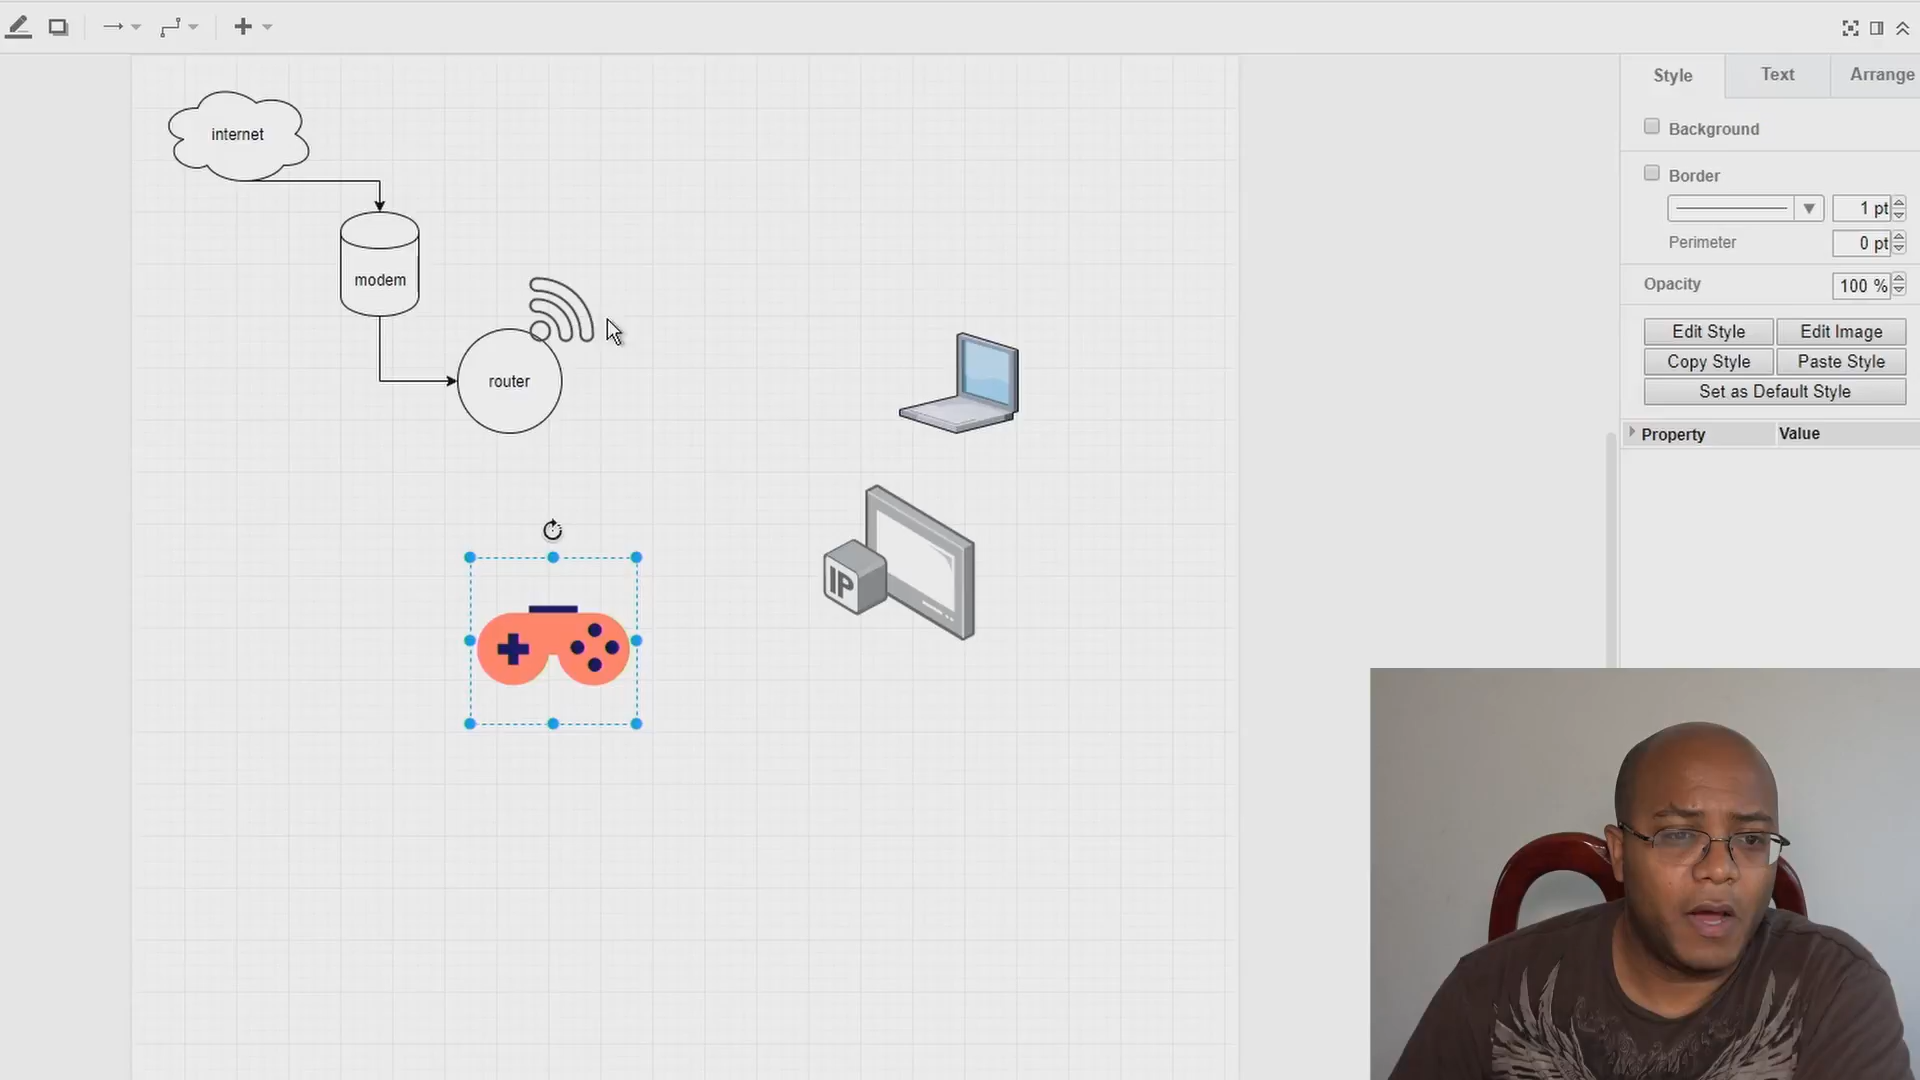 Style
Text
Arrange
Background
Border
1 pt
Perimeter
0 pt
Opacity
100 %
Edit Style
Edit Image
Copy Style
Paste Style
Set as Default Style
Property
Value
internet
modem
router
IP